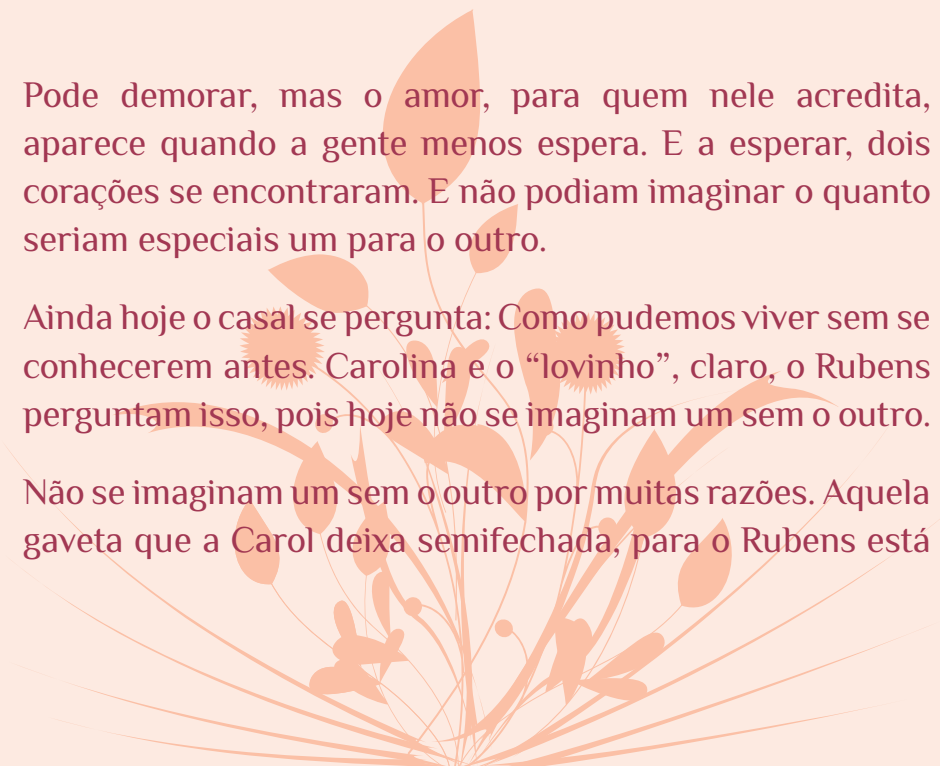 Pode demorar, mas o amor, para quem nele acredita,
aparece quando a gente menos espera. E a esperar, dois
corações se encontraram. E não podiam imaginar o quanto
seriam especiais um para o outro.
Ainda hoje o casal se pergunta: Como pudemos viver sem se
conhecerem antes. Carolina e o “lovinho”, claro, o Rubens
perguntam isso, pois hoje não se imaginam um sem o outro.
Não se imaginam um sem o outro por muitas razões. Aquela
gaveta que a Carol deixa semifechada, para o Rubens está